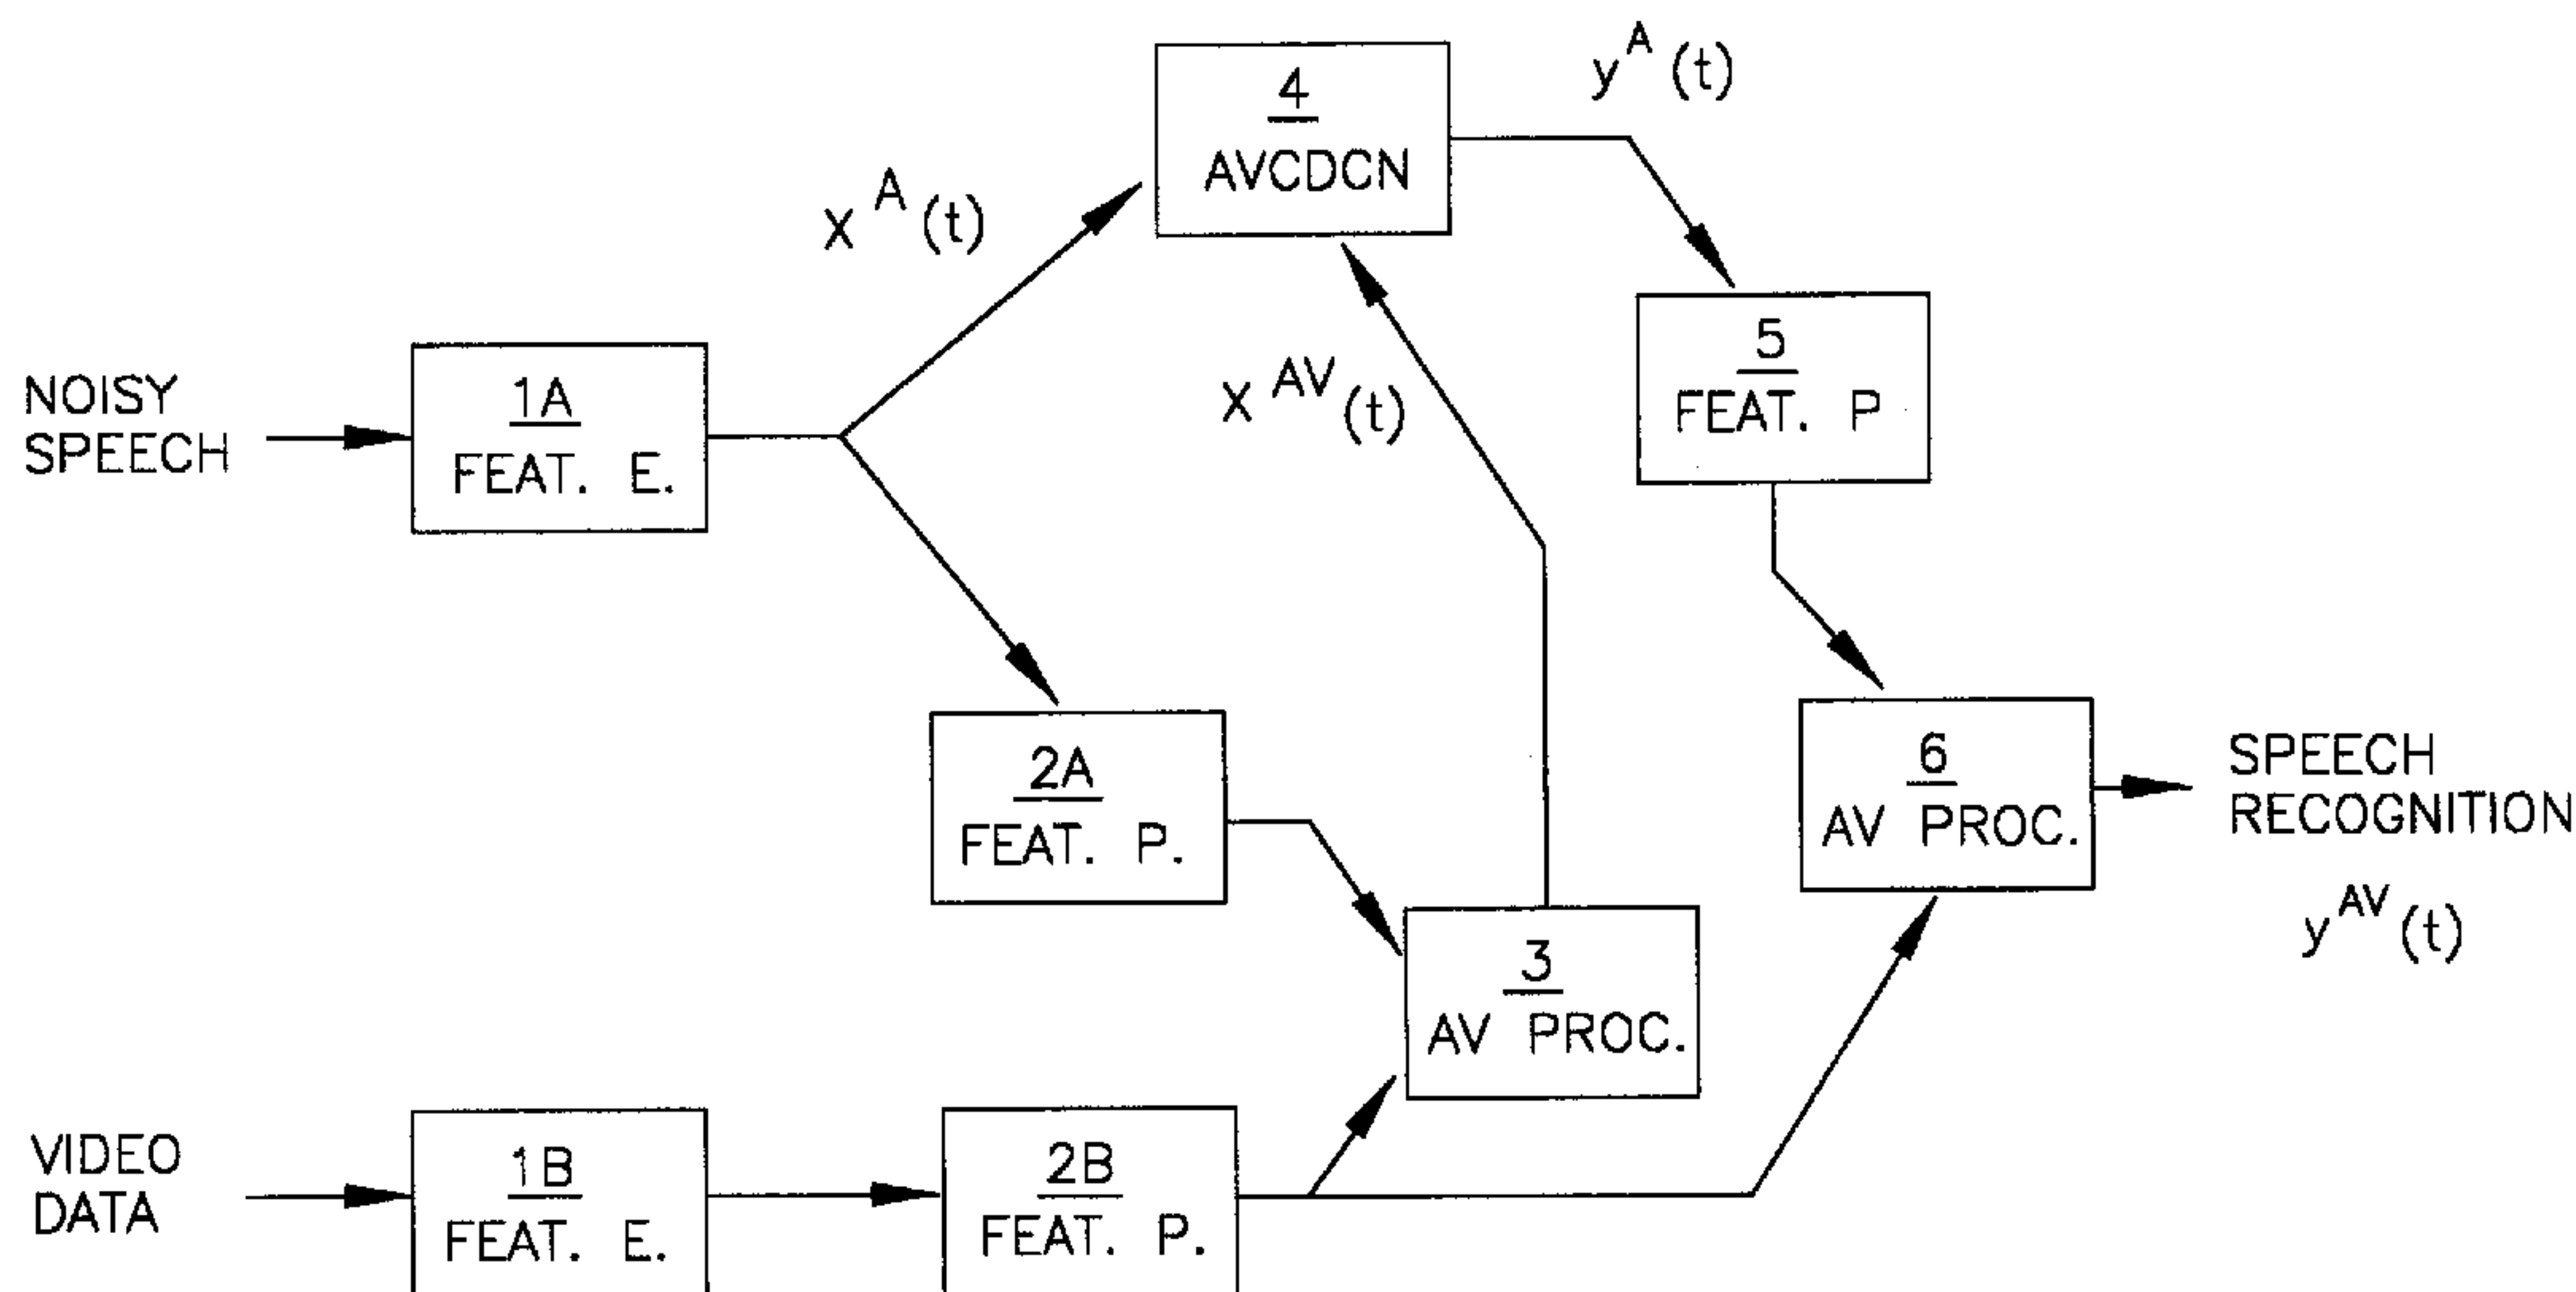 4
AVCDCN
y^A(t)
x^A(t)
5
FEAT. P
NOISY
SPEECH
1A
FEAT. E.
x^AV(t)
2A
FEAT. P.
6
AV PROC.
SPEECH
RECOGNITION
y^AV(t)
3
AV PROC.
VIDEO
DATA
1B
FEAT. E.
2B
FEAT. P.